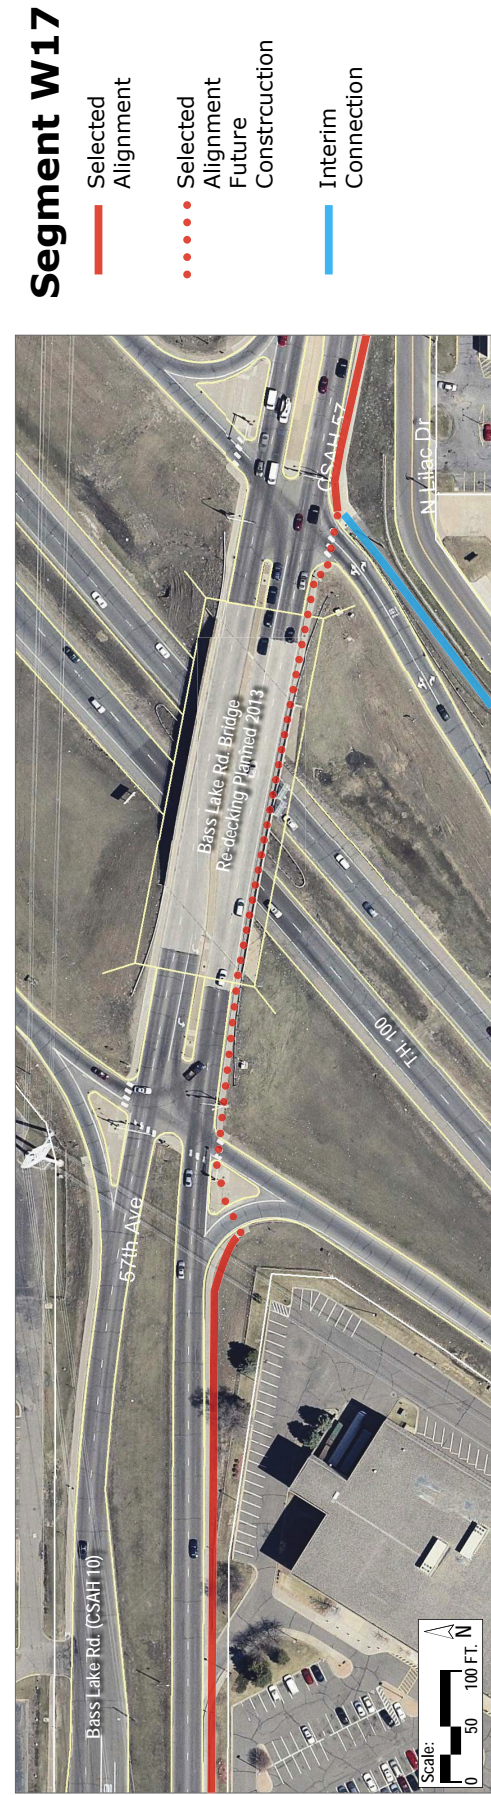 Segment W17
Selected
Alignment
Selected
Alignment
Future
Constrcuction
Interim
Connection
CSAH 57
N Lilac Dr
Bass Lake Rd. Bridge
Re-decking Planned 2013
T.H. 100
57th Ave
Bass Lake Rd. (CSAH 10)
Scale:
0 50 100 FT.
N